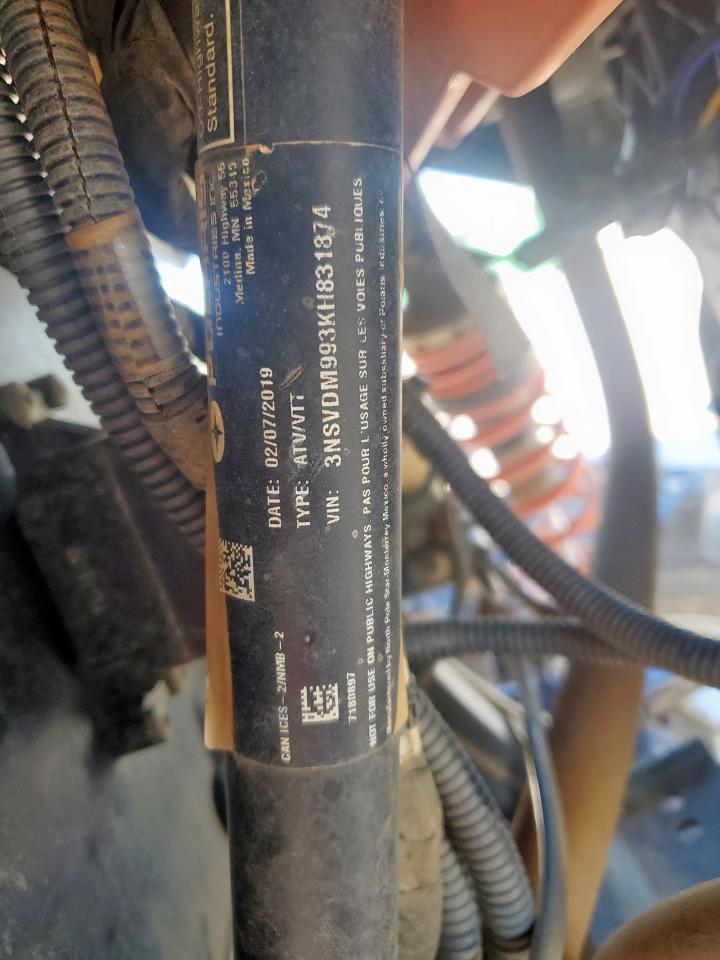 Standard.
INDUSTRIES INC.
2100 Highway 55
Medina, MN 55340
Made in Mexico
DATE: 02/07/2019
TYPE: ATV/VTT
VIN: 3NSVDM993KH831874
CAN ICES-2/NMB-2
7180897
NOT FOR USE ON PUBLIC HIGHWAYS. PAS POUR L'USAGE SUR LES VOIES PUBLIQUES
Manufactured by North Pole Star-Monterrey Mexico, a wholly owned subsidiary of Polaris Industries